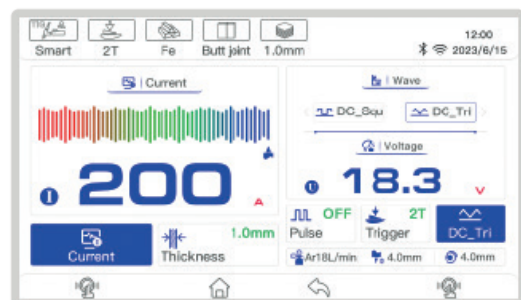 TIG
Smart 2T Fe Butt joint 1.0mm
12:00
2023/6/15
Current
200 A
I
Current
Thickness 1.0mm
Wave
DC_Squ DC_Tri
Voltage
U 18.3 V
Pulse OFF
Trigger 2T
DC_Tri
Ar18L/min 4.0mm 4.0mm